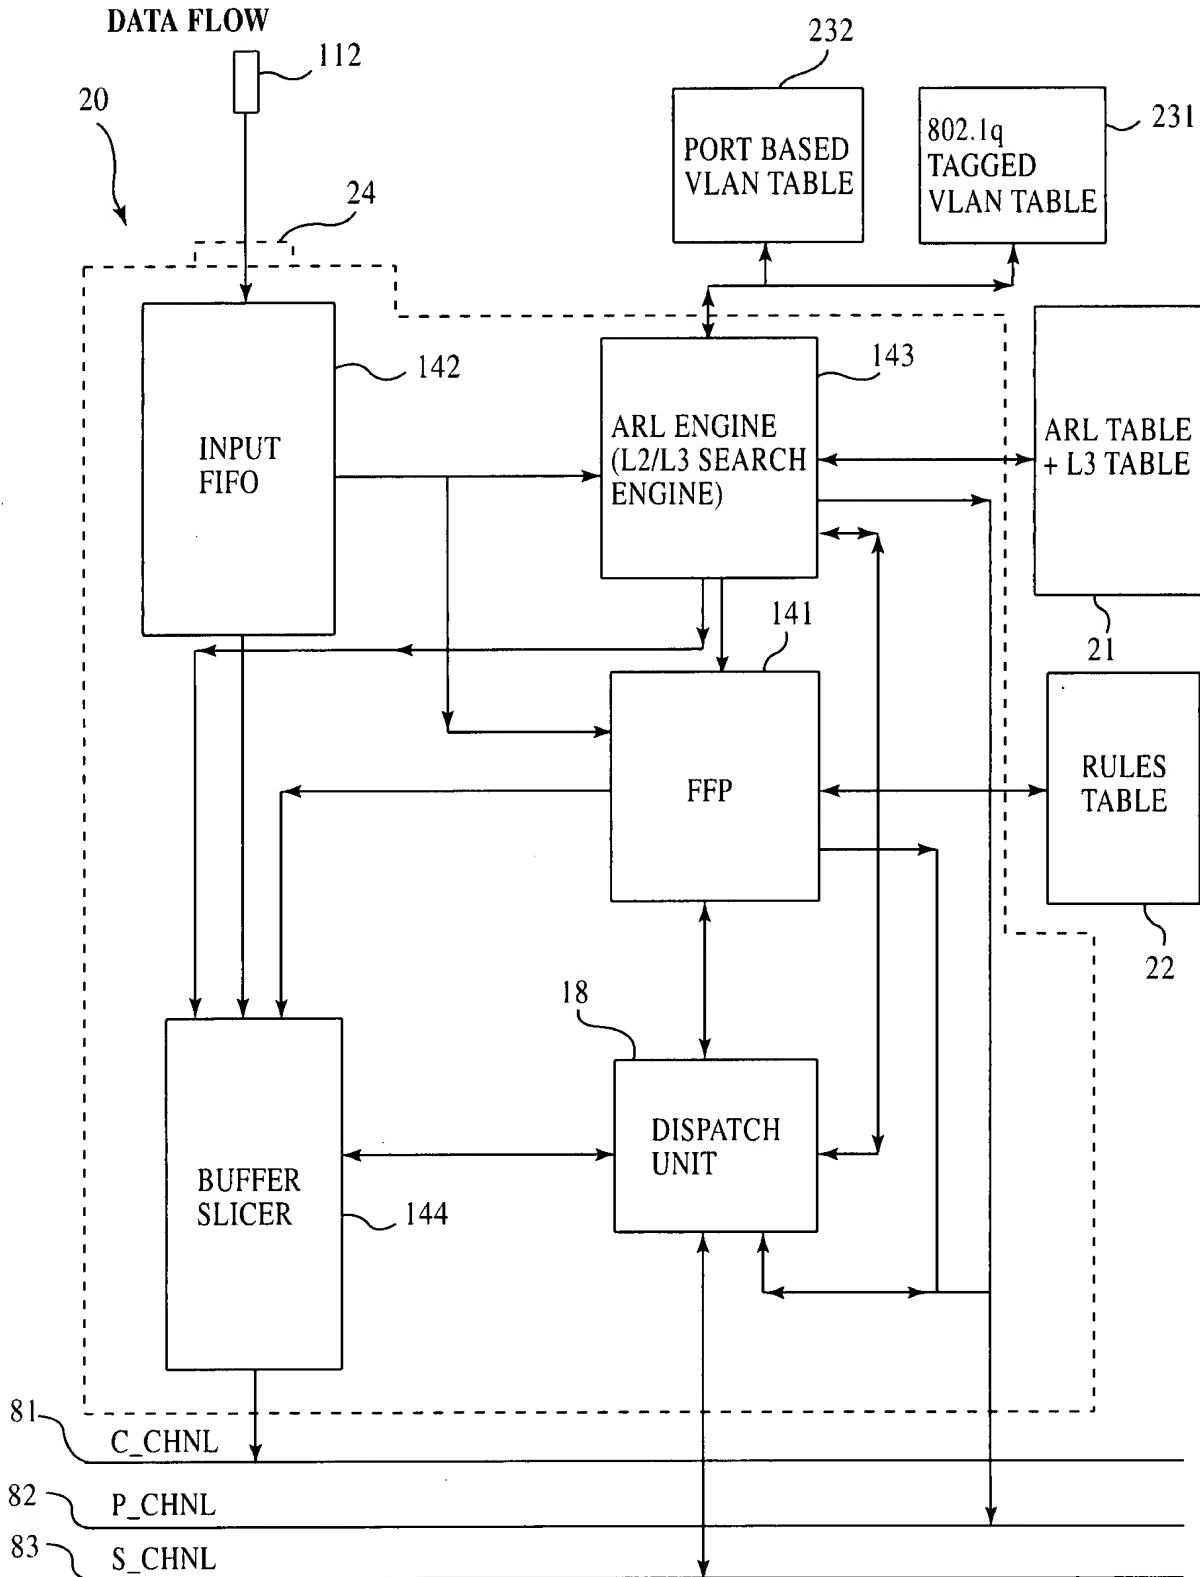 DATA FLOW
112
232
20
PORT BASED
VLAN TABLE
802.1q
TAGGED
VLAN TABLE
231
24
142
143
INPUT
FIFO
ARL ENGINE
(L2/L3 SEARCH
ENGINE)
ARL TABLE
+ L3 TABLE
21
141
FFP
RULES
TABLE
22
18
DISPATCH
UNIT
BUFFER
SLICER
144
81
C_CHNL
82
P_CHNL
83
S_CHNL